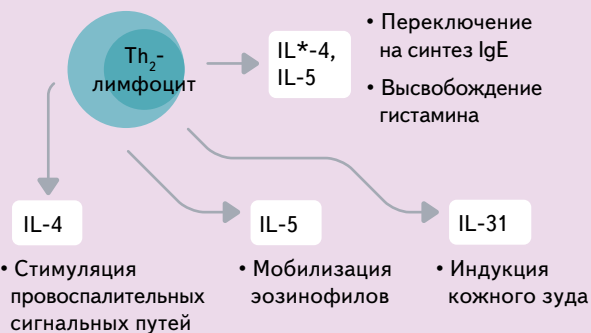 Th₂-
лимфоцит
IL*-4,
IL-5
• Переключение
на синтез IgE
• Высвобождение
гистамина
IL-4
• Стимуляция
провоспалительных
сигнальных путей
IL-5
• Мобилизация
эозинофилов
IL-31
• Индукция
кожного зуда